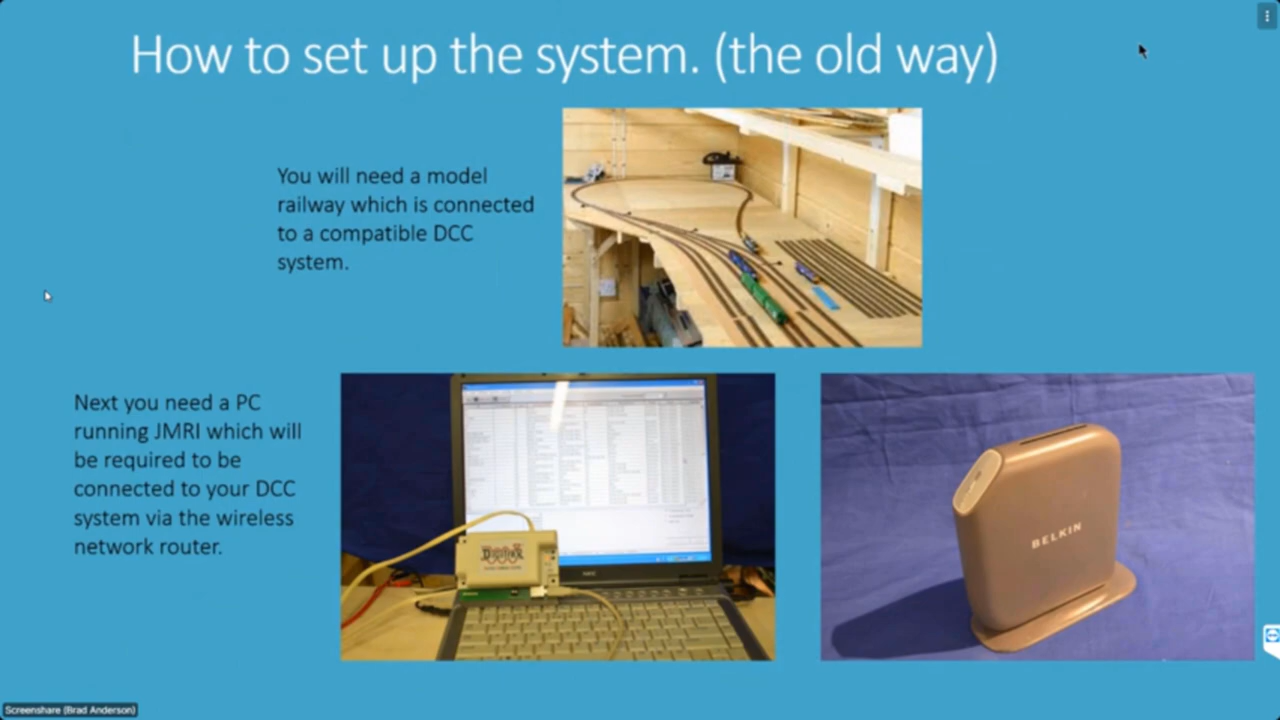 How to set up the system. (the old way)
You will need a model
railway which is connected
to a compatible DCC
system.
Next you need a PC
running JMRI which will
be required to be
connected to your DCC
system via the wireless
network router.
Digitrax
NEC
BELKIN
Screenshare (Brad Anderson)